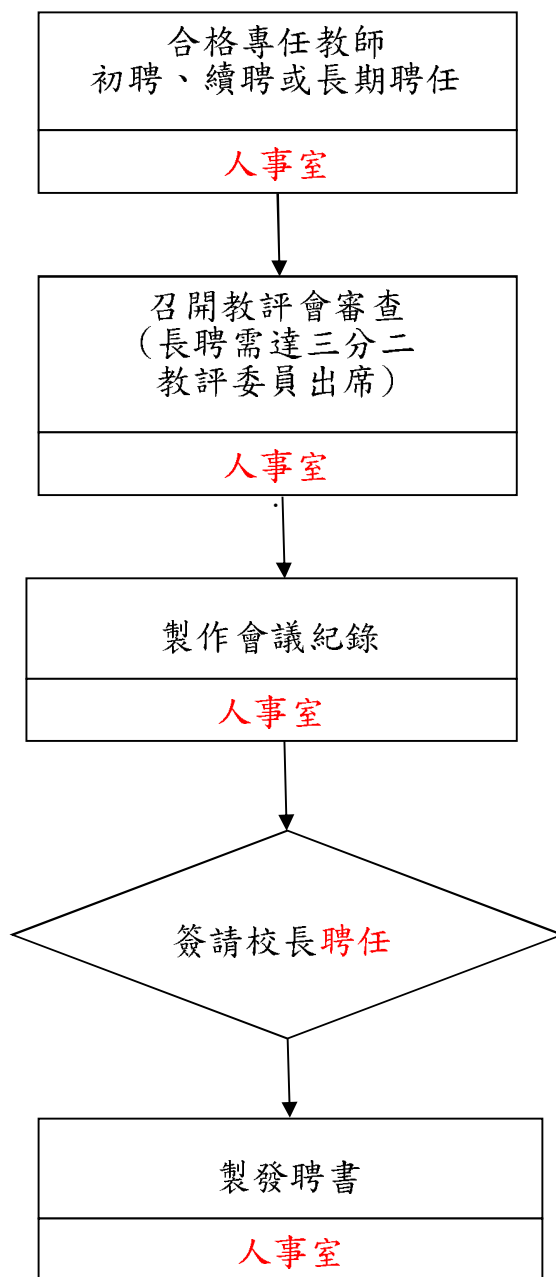 合格專任教師
初聘、續聘或長期聘任
人事室
召開教評會審查
(長聘需達三分二
教評委員出席)
人事室
製作會議紀錄
人事室
簽請校長聘任
製發聘書
人事室